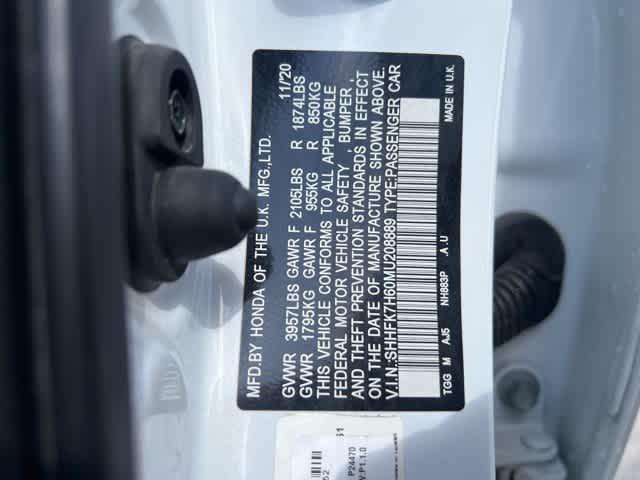 MFD.BY HONDA OF THE U.K. MFG.,LTD. 11/20
GVWR 3957LBS GAWR F 2105LBS R 1874LBS
GVWR 1795KG GAWR F 955KG R 850KG
THIS VEHICLE CONFORMS TO ALL APPLICABLE
FEDERAL MOTOR VEHICLE SAFETY , BUMPER ,
AND THEFT PREVENTION STANDARDS IN EFFECT
ON THE DATE OF MANUFACTURE SHOWN ABOVE.
V.I.N.:SHHFK7H60MU208889 TYPE:PASSENGER CAR
TGG M AJ5 NH883P .A .U MADE IN U.K.
P24470